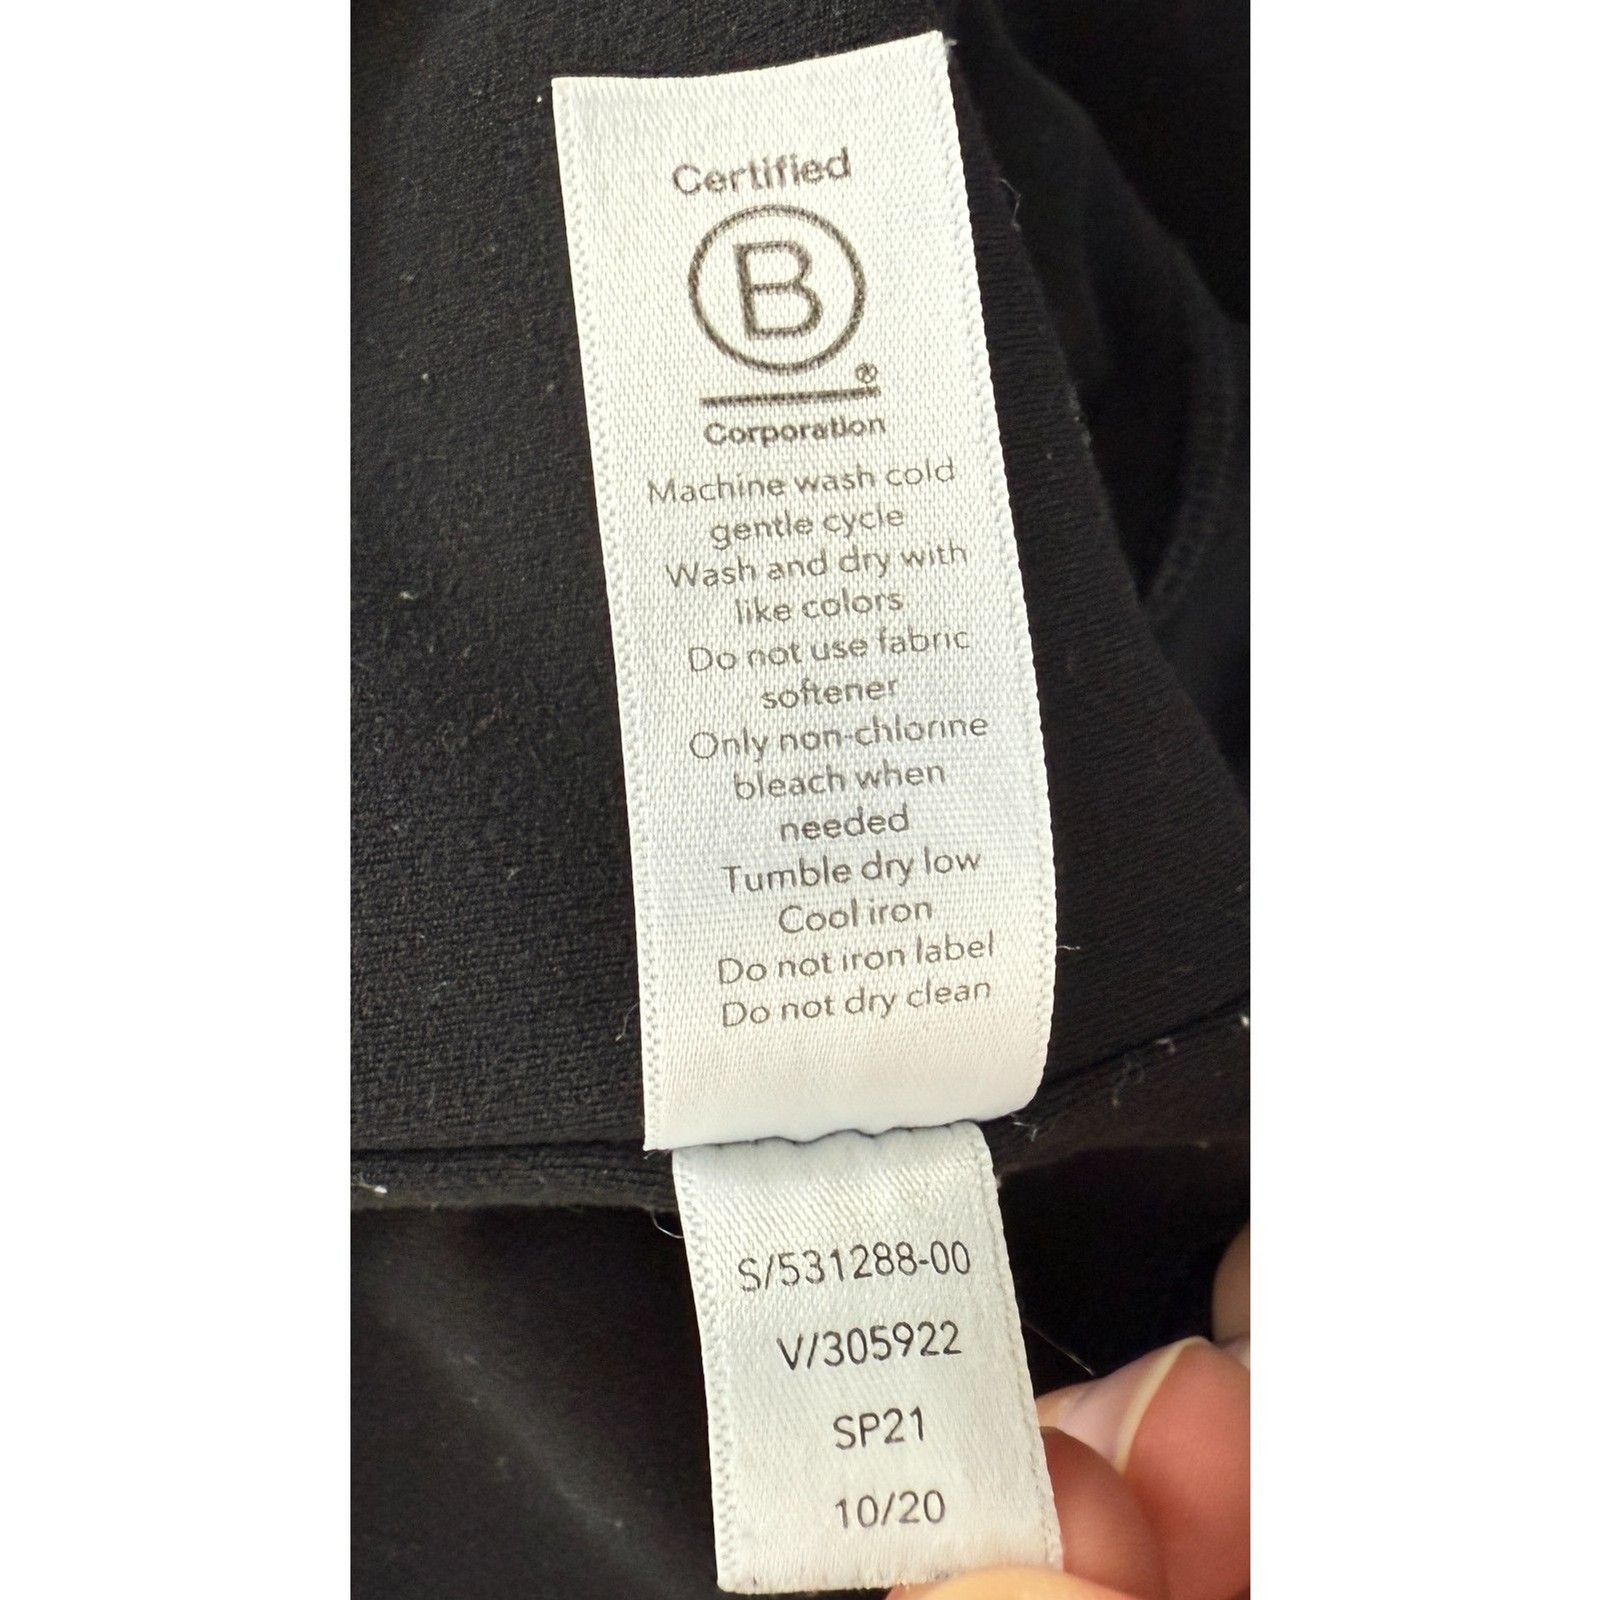 Certified
B
®
Corporation
Machine wash cold
gentle cycle
Wash and dry with
like colors
Do not use fabric
softener
Only non-chlorine
bleach when
needed
Tumble dry low
Cool iron
Do not iron label
Do not dry clean
S/531288-00
V/305922
SP21
10/20